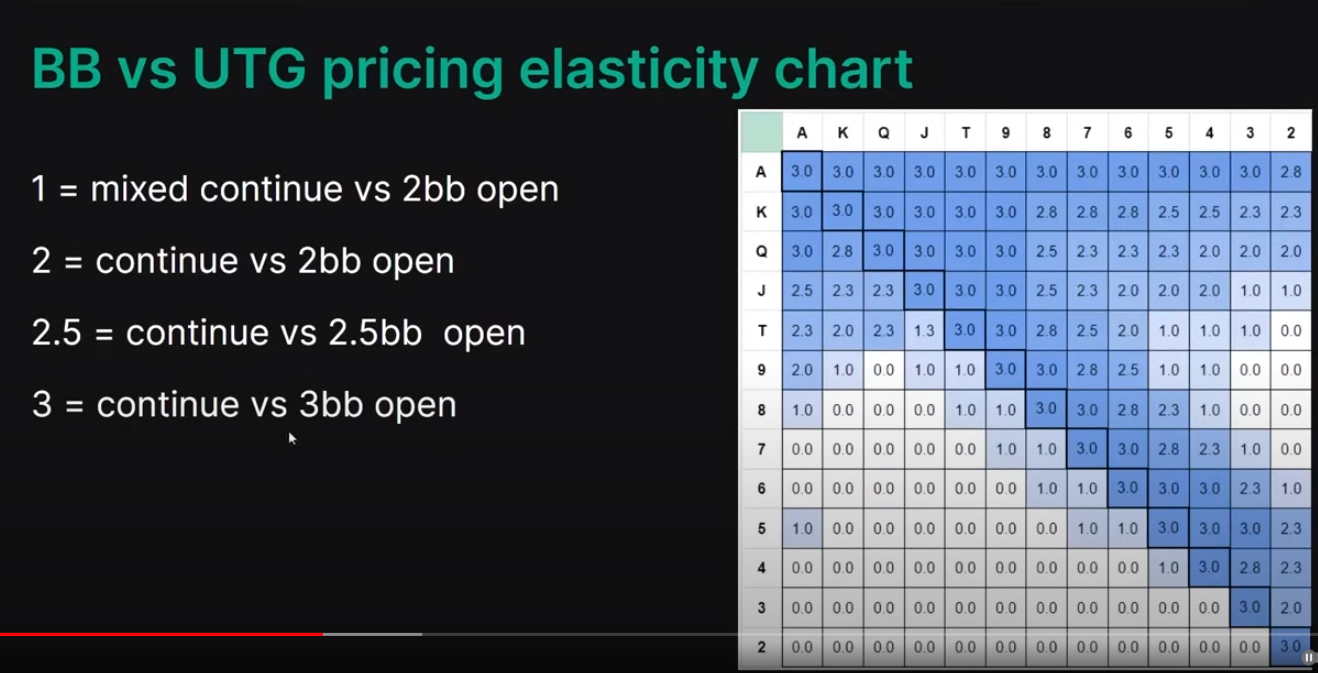 BB vs UTG pricing elasticity chart
1 = mixed continue vs 2bb open
2 = continue vs 2bb open
2.5 = continue vs 2.5bb open
3 = continue vs 3bb open
A K Q J T 9 8 7 6 5 4 3 2
A 3.0 3.0 3.0 3.0 3.0 3.0 3.0 3.0 3.0 3.0 3.0 3.0 2.8
K 3.0 3.0 3.0 3.0 3.0 3.0 2.8 2.8 2.8 2.5 2.5 2.3 2.3
Q 3.0 2.8 3.0 3.0 3.0 3.0 2.5 2.3 2.3 2.3 2.0 2.0 2.0
J 2.5 2.3 2.3 3.0 3.0 3.0 2.5 2.3 2.0 2.0 2.0 1.0 1.0
T 2.3 2.0 2.3 1.3 3.0 3.0 2.8 2.5 2.0 1.0 1.0 1.0 0.0
9 2.0 1.0 0.0 1.0 1.0 3.0 3.0 2.8 2.5 1.0 1.0 0.0 0.0
8 1.0 0.0 0.0 0.0 1.0 1.0 3.0 3.0 2.8 2.3 1.0 0.0 0.0
7 0.0 0.0 0.0 0.0 0.0 1.0 1.0 3.0 3.0 2.8 2.3 1.0 0.0
6 0.0 0.0 0.0 0.0 0.0 0.0 1.0 1.0 3.0 3.0 3.0 2.3 1.0
5 1.0 0.0 0.0 0.0 0.0 0.0 0.0 1.0 1.0 3.0 3.0 3.0 2.3
4 0.0 0.0 0.0 0.0 0.0 0.0 0.0 0.0 0.0 1.0 3.0 2.8 2.3
3 0.0 0.0 0.0 0.0 0.0 0.0 0.0 0.0 0.0 0.0 0.0 3.0 2.0
2 0.0 0.0 0.0 0.0 0.0 0.0 0.0 0.0 0.0 0.0 0.0 0.0 3.0